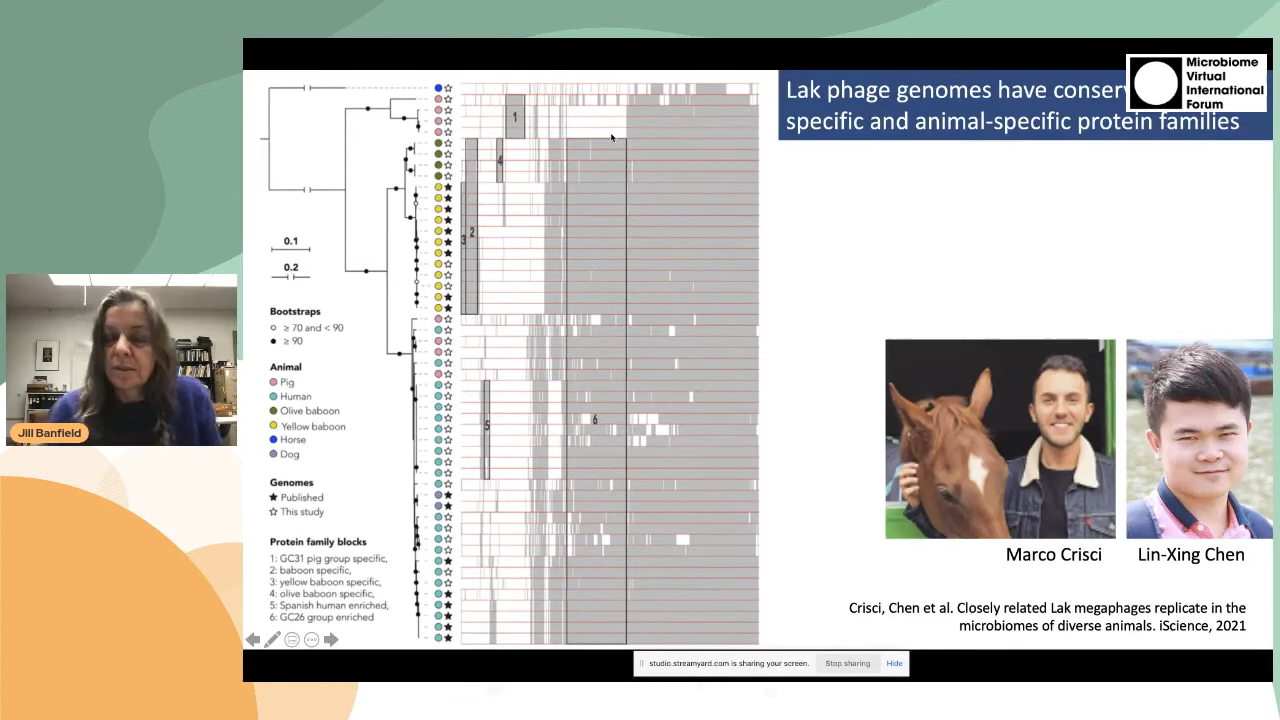 Lak phage genomes have conser
specific and animal-specific protein families
Microbiome
Virtual
International
Forum
1
4
2
3
5
6
0.1
0.2
Bootstraps
≥ 70 and < 90
≥ 90
Animal
Pig
Human
Olive baboon
Yellow baboon
Horse
Dog
Genomes
Published
This study
Protein family blocks
1: GC31 pig group specific,
2: baboon specific,
3: yellow baboon specific,
4: olive baboon specific,
5: Spanish human enriched,
6: GC26 group enriched
Jill Banfield
Marco Crisci
Lin-Xing Chen
Crisci, Chen et al. Closely related Lak megaphages replicate in the
microbiomes of diverse animals. iScience, 2021
studio.streamyard.com is sharing your screen.
Stop sharing
Hide